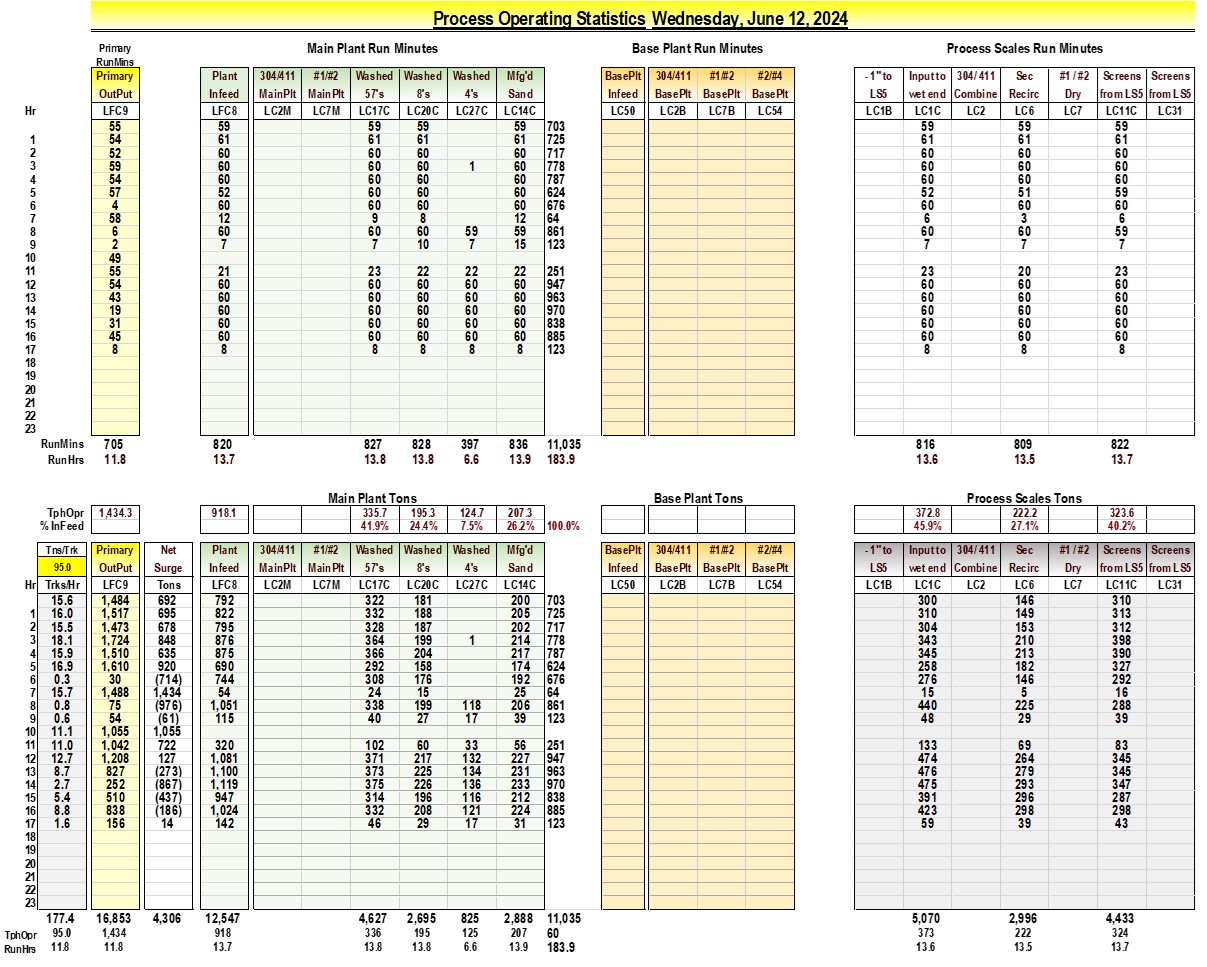 Process Operating Statistics Wednesday, June 12, 2024
Primary Main Plant Run Minutes Base Plant Run Minutes Process Scales Run Minutes
RunMins
Primary Plant 304/411 #1/#2 Washed Washed Washed Mfg'd BasePlt 304/411 #1/#2 #2/#4 - 1" to Input to 304/ 411 Sec #1 / #2 Screens Screens
OutPut Infeed MainPlt MainPlt 57's 8's 4's Sand Infeed BasePlt BasePlt BasePlt LS5 wet end Combine Recirc Dry from LS5 from LS5
Hr LFC9 LFC8 LC2M LC7M LC17C LC20C LC27C LC14C LC50 LC2B LC7B LC54 LC1B LC1C LC2 LC6 LC7 LC11C LC31
55 59 59 59 59 703 59 59 59
1 54 61 61 61 61 725 61 61 61
2 52 60 60 60 60 717 60 60 60
3 59 60 60 60 1 60 778 60 60 60
4 54 60 60 60 60 787 60 60 60
5 57 52 60 60 60 624 52 51 59
6 4 60 60 60 60 676 60 60 60
7 58 12 9 8 12 64 6 3 6
8 6 60 60 60 59 59 861 60 60 59
9 2 7 7 10 7 15 123 7 7 7
10 49
11 55 21 23 22 22 22 251 23 20 23
12 54 60 60 60 60 60 947 60 60 60
13 43 60 60 60 60 60 963 60 60 60
14 19 60 60 60 60 60 970 60 60 60
15 31 60 60 60 60 60 838 60 60 60
16 45 60 60 60 60 60 885 60 60 60
17 8 8 8 8 8 8 123 8 8 8
18
19
20
21
22
23
RunMins 705 820 827 828 397 836 11,035 816 809 822
RunHrs 11.8 13.7 13.8 13.8 6.6 13.9 183.9 13.6 13.5 13.7
Main Plant Tons Base Plant Tons Process Scales Tons
TphOpr 1,434.3 918.1 335.7 195.3 124.7 207.3 372.8 222.2 323.6
% InFeed 41.9% 24.4% 7.5% 26.2% 100.0% 45.9% 27.1% 40.2%
Tns/Trk Primary Net Plant 304/411 #1/#2 Washed Washed Washed Mfg'd BasePlt 304/411 #1/#2 #2/#4 - 1" to Input to 304/ 411 Sec #1 / #2 Screens Screens
95.0 OutPut Surge Infeed MainPlt MainPlt 57's 8's 4's Sand Infeed BasePlt BasePlt BasePlt LS5 wet end Combine Recirc Dry from LS5 from LS5
Hr Trks/Hr LFC9 Tons LFC8 LC2M LC7M LC17C LC20C LC27C LC14C LC50 LC2B LC7B LC54 LC1B LC1C LC2 LC6 LC7 LC11C LC31
15.6 1,484 692 792 322 181 200 703 300 146 310
1 16.0 1,517 695 822 332 188 205 725 310 149 313
2 15.5 1,473 678 795 328 187 202 717 304 153 312
3 18.1 1,724 848 876 364 199 1 214 778 343 210 398
4 15.9 1,510 635 875 366 204 217 787 345 213 390
5 16.9 1,610 920 690 292 158 174 624 258 182 327
6 0.3 30 (714) 744 308 176 192 676 276 146 292
7 15.7 1,488 1,434 54 24 15 25 64 15 5 16
8 0.8 75 (976) 1,051 338 199 118 206 861 440 225 288
9 0.6 54 (61) 115 40 27 17 39 123 48 29 39
10 11.1 1,055 1,055
11 11.0 1,042 722 320 102 60 33 56 251 133 69 83
12 12.7 1,208 127 1,081 371 217 132 227 947 474 264 345
13 8.7 827 (273) 1,100 373 225 134 231 963 476 279 345
14 2.7 252 (867) 1,119 375 226 136 233 970 475 293 347
15 5.4 510 (437) 947 314 196 116 212 838 391 296 287
16 8.8 838 (186) 1,024 332 208 121 224 885 423 298 298
17 1.6 156 14 142 46 29 17 31 123 59 39 43
18
19
20
21
22
23
177.4 16,853 4,306 12,547 4,627 2,695 825 2,888 11,035 5,070 2,996 4,433
TphOpr 95.0 1,434 918 336 195 125 207 60 373 222 324
RunHrs 11.8 11.8 13.7 13.8 13.8 6.6 13.9 183.9 13.6 13.5 13.7